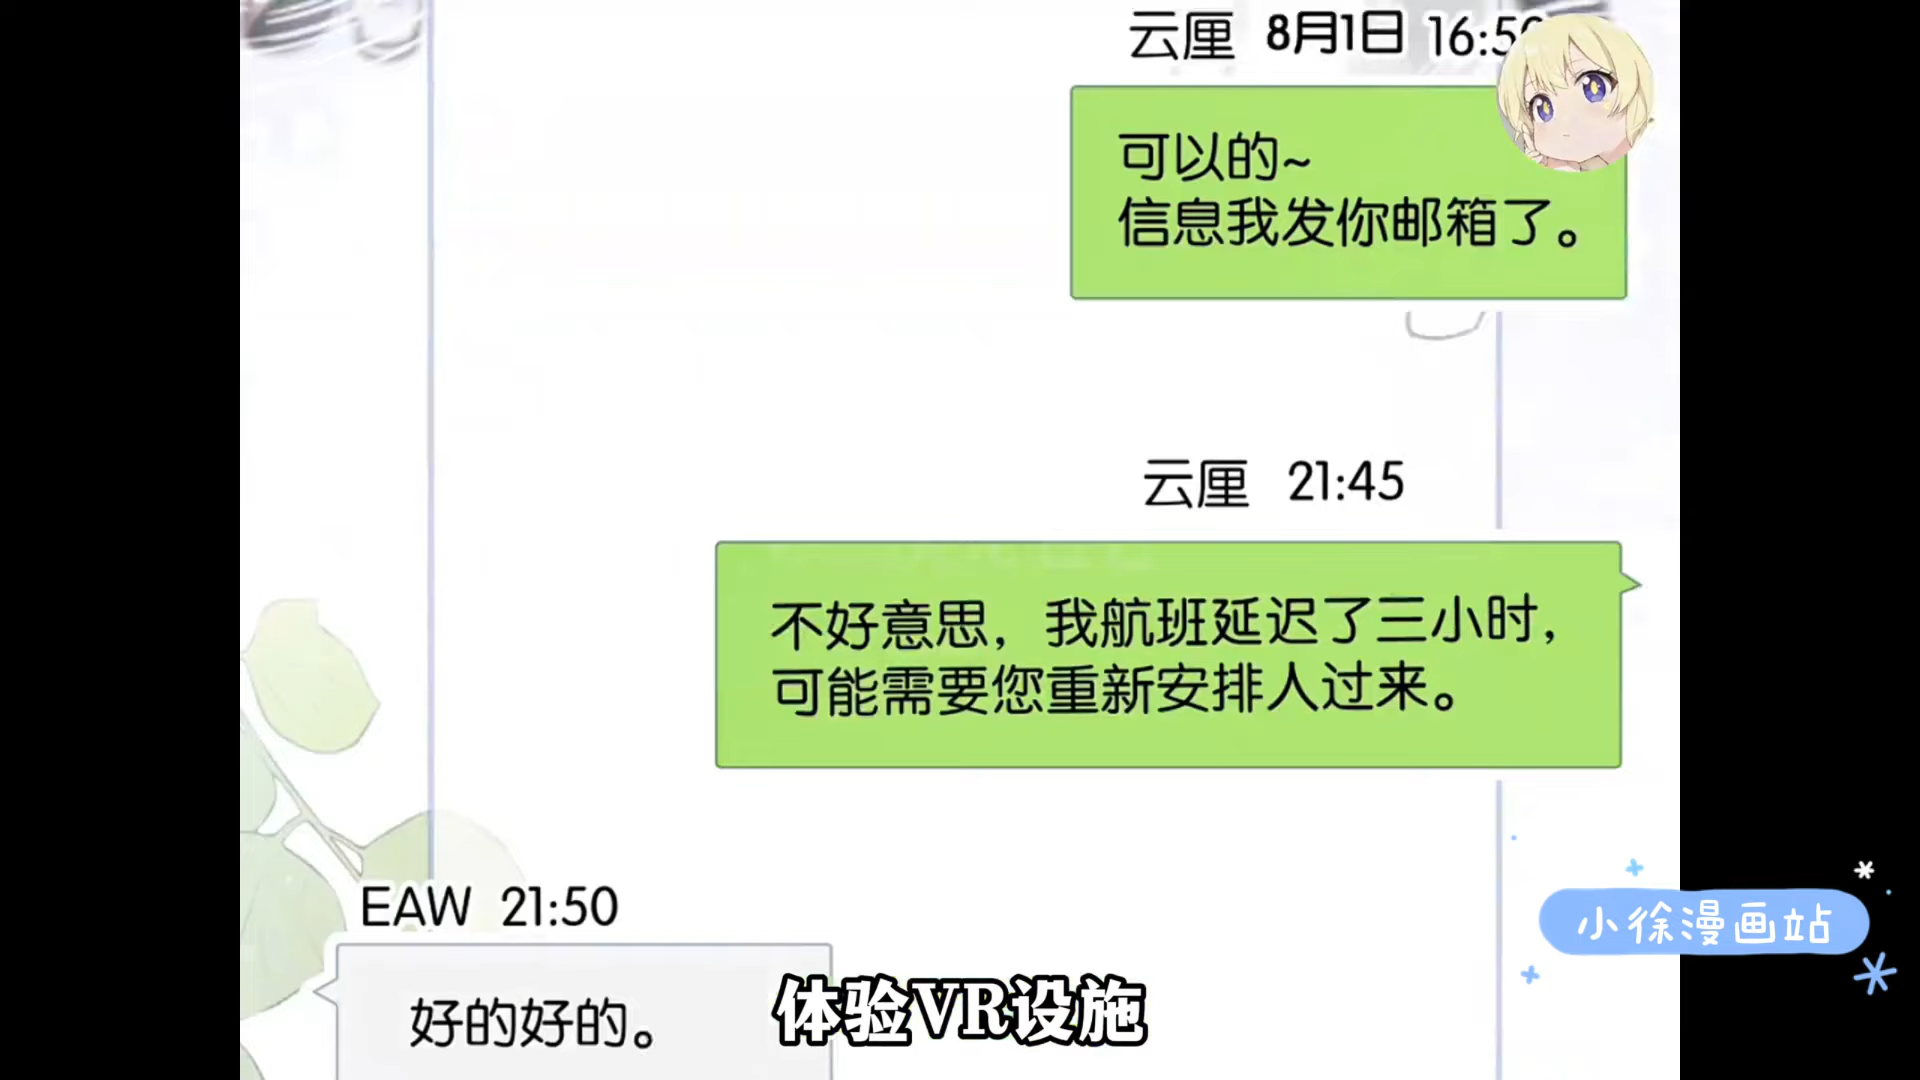 云厘 8月1日 16:50
可以的~
信息我发你邮箱了。
云厘 21:45
不好意思，我航班延迟了三小时，
可能需要您重新安排人过来。
EAW 21:50
好的好的。
体验VR设施
小徐漫画站